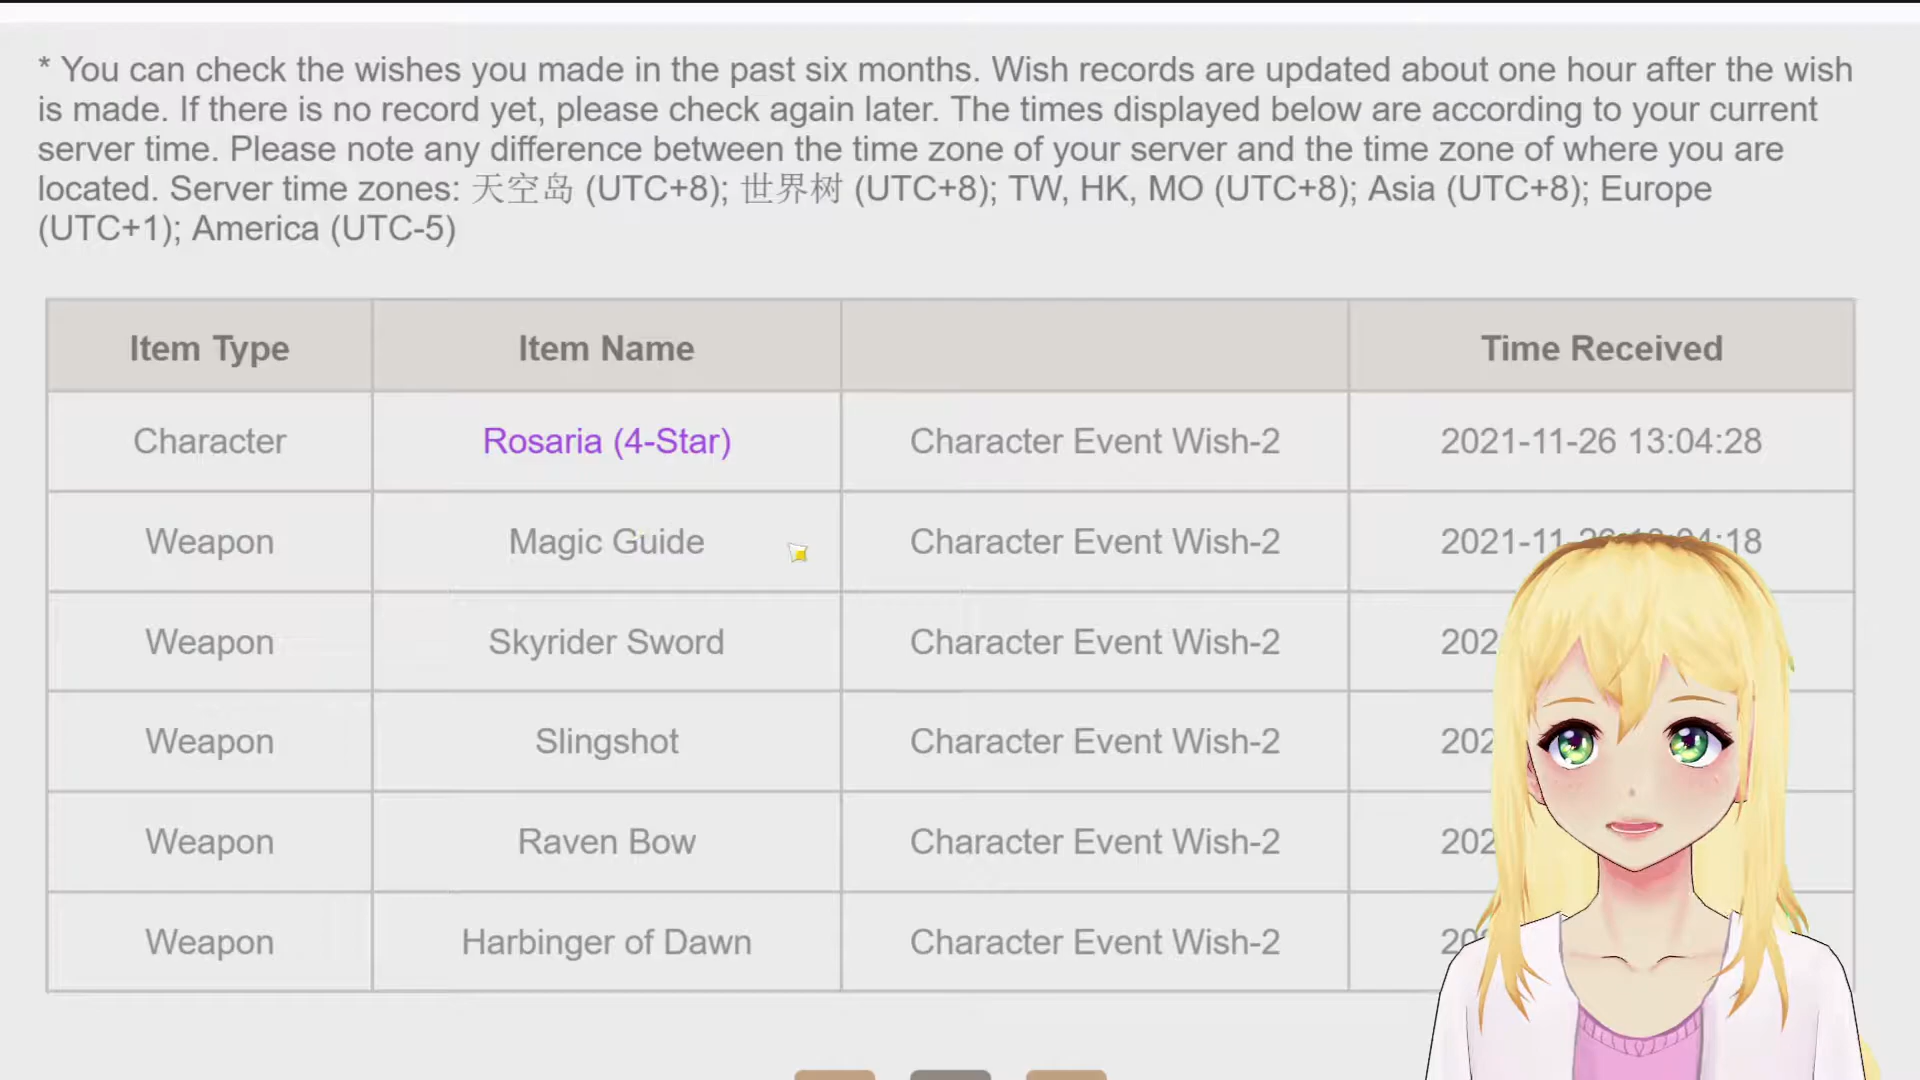 * You can check the wishes you made in the past six months. Wish records are updated about one hour after the wish
is made. If there is no record yet, please check again later. The times displayed below are according to your current
server time. Please note any difference between the time zone of your server and the time zone of where you are
located. Server time zones: 天空岛 (UTC+8); 世界树 (UTC+8); TW, HK, MO (UTC+8); Asia (UTC+8); Europe
(UTC+1); America (UTC-5)
Item Type Item Name Time Received
Character Rosaria (4-Star) Character Event Wish-2 2021-11-26 13:04:28
Weapon Magic Guide Character Event Wish-2
Weapon Skyrider Sword Character Event Wish-2
Weapon Slingshot Character Event Wish-2
Weapon Raven Bow Character Event Wish-2
Weapon Harbinger of Dawn Character Event Wish-2